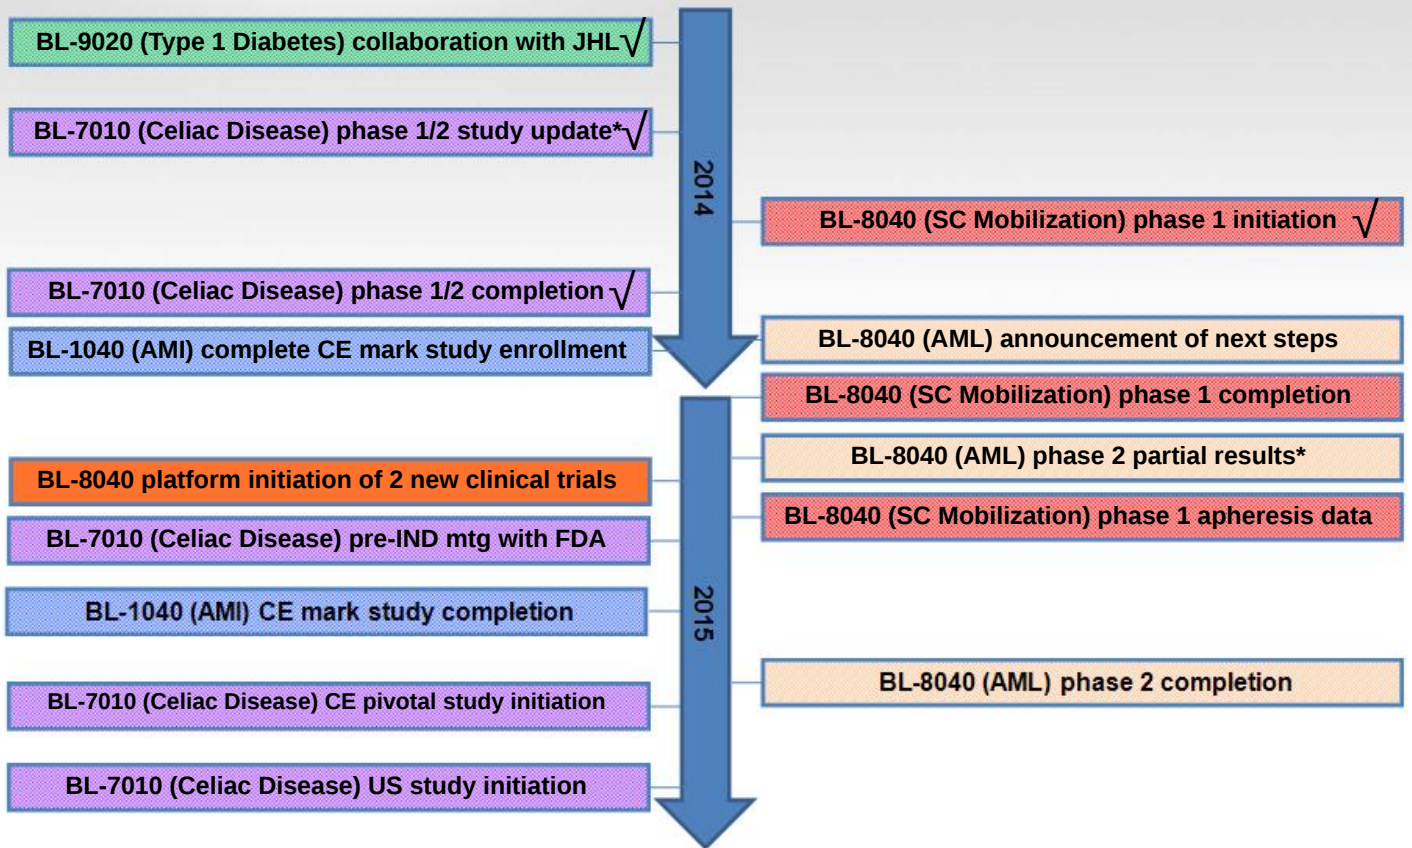 BL-9020 (Type 1 Diabetes) collaboration with JHL√
BL-7010 (Celiac Disease) phase 1/2 study update*√
2014
BL-8040 (SC Mobilization) phase 1 initiation √
BL-7010 (Celiac Disease) phase 1/2 completion √
BL-1040 (AMI) complete CE mark study enrollment
BL-8040 (AML) announcement of next steps
BL-8040 (SC Mobilization) phase 1 completion
BL-8040 (AML) phase 2 partial results*
BL-8040 platform initiation of 2 new clinical trials
BL-8040 (SC Mobilization) phase 1 apheresis data
BL-7010 (Celiac Disease) pre-IND mtg with FDA
2015
BL-1040 (AMI) CE mark study completion
BL-8040 (AML) phase 2 completion
BL-7010 (Celiac Disease) CE pivotal study initiation
BL-7010 (Celiac Disease) US study initiation